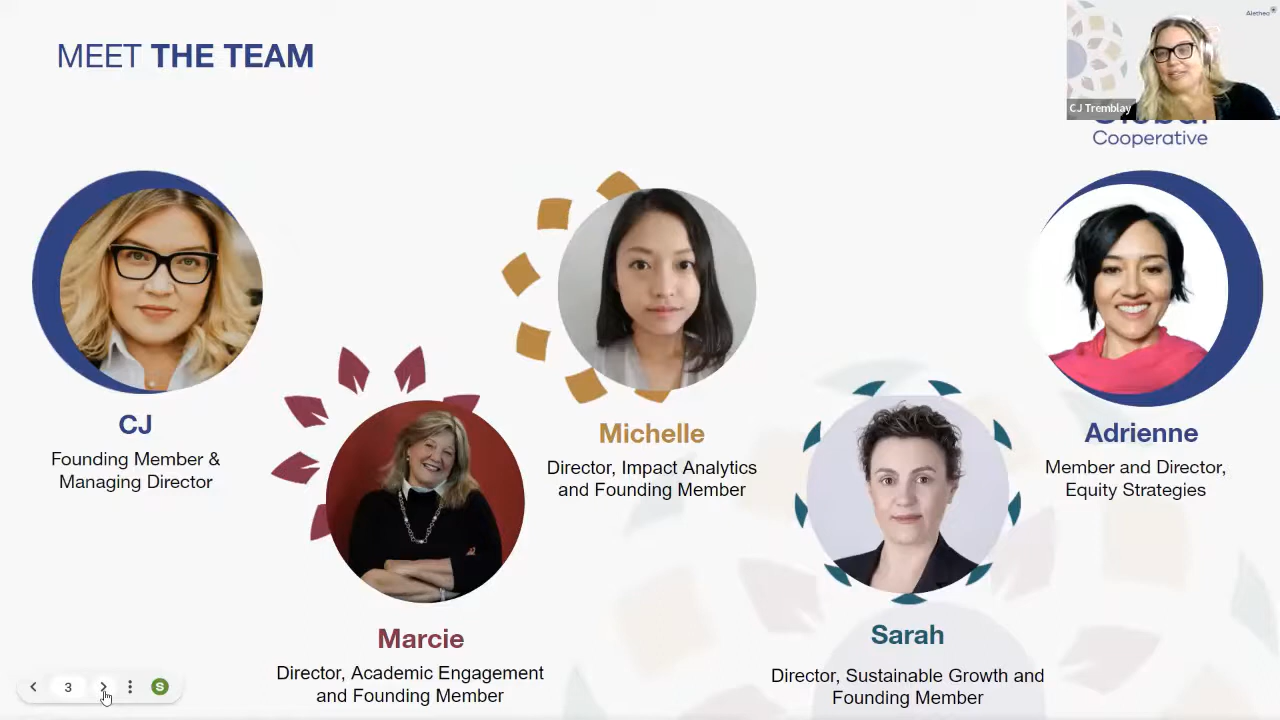 MEET THE TEAM
CJ Tremblay
Cooperative
CJ
Founding Member &
Managing Director
Marcie
Director, Academic Engagement
and Founding Member
Michelle
Director, Impact Analytics
and Founding Member
Sarah
Director, Sustainable Growth and
Founding Member
Adrienne
Member and Director,
Equity Strategies
3
S